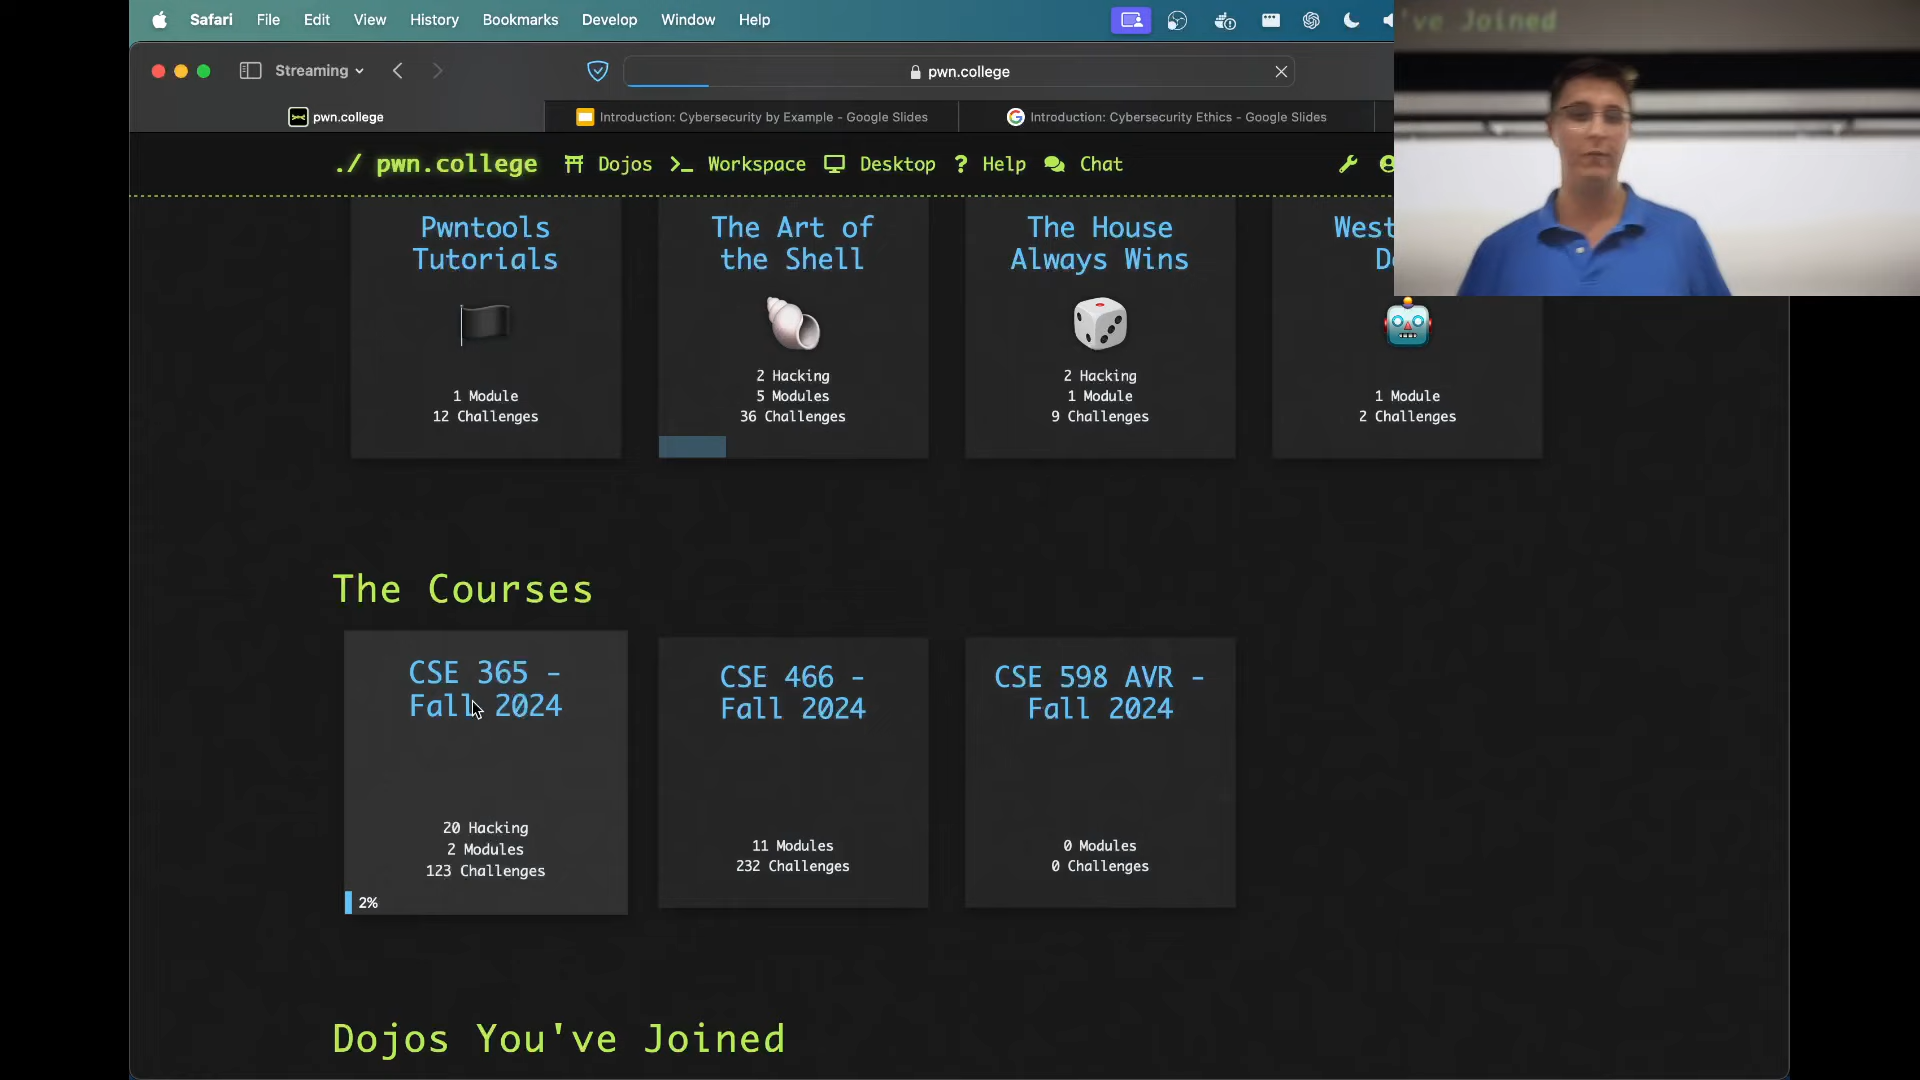 Safari File Edit View History Bookmarks Develop Window Help
've Joined
Streaming
pwn.college
pwn.college
Introduction: Cybersecurity by Example - Google Slides
Introduction: Cybersecurity Ethics - Google Slides
./ pwn.college Dojos Workspace Desktop Help Chat
Pwntools
Tutorials
1 Module
12 Challenges
The Art of
the Shell
2 Hacking
5 Modules
36 Challenges
The House
Always Wins
2 Hacking
1 Module
9 Challenges
West
D
1 Module
2 Challenges
The Courses
CSE 365 -
Fall 2024
20 Hacking
2 Modules
123 Challenges
2%
CSE 466 -
Fall 2024
11 Modules
232 Challenges
CSE 598 AVR -
Fall 2024
0 Modules
0 Challenges
Dojos You've Joined